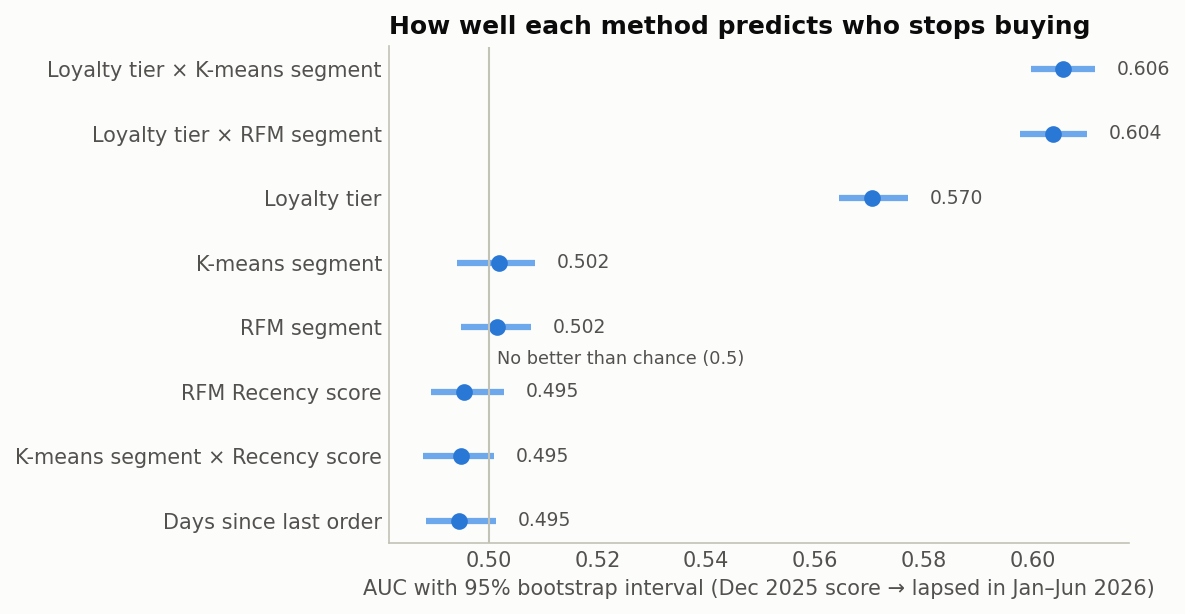 How well each method predicts who stops buying
Loyalty tier × K-means segment 0.606
Loyalty tier × RFM segment 0.604
Loyalty tier 0.570
K-means segment 0.502
RFM segment 0.502
No better than chance (0.5)
RFM Recency score 0.495
K-means segment × Recency score 0.495
Days since last order 0.495
0.50 0.52 0.54 0.56 0.58 0.60
AUC with 95% bootstrap interval (Dec 2025 score → lapsed in Jan–Jun 2026)